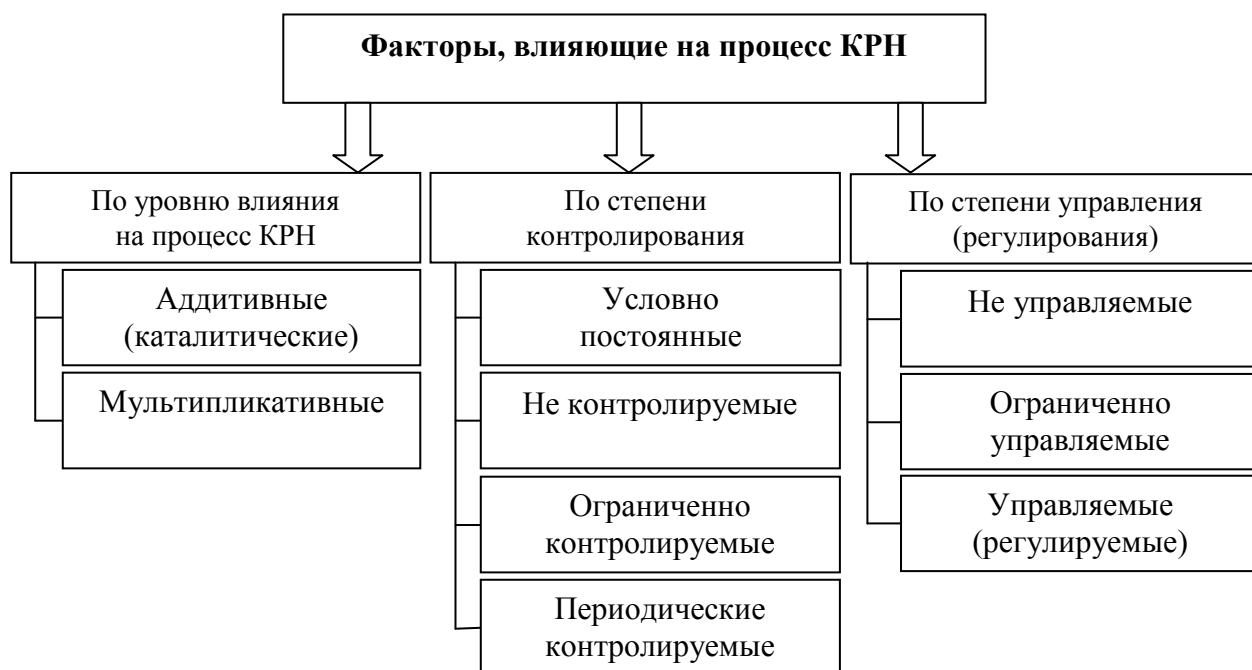 Факторы, влияющие на процесс КРН
По уровню влияния
на процесс КРН
Аддитивные
(каталитические)
Мультипликативные
По степени
контролирования
Условно
постоянные
Не контролируемые
Ограниченно
контролируемые
Периодические
контролируемые
По степени управления
(регулирования)
Не управляемые
Ограниченно
управляемые
Управляемые
(регулируемые)